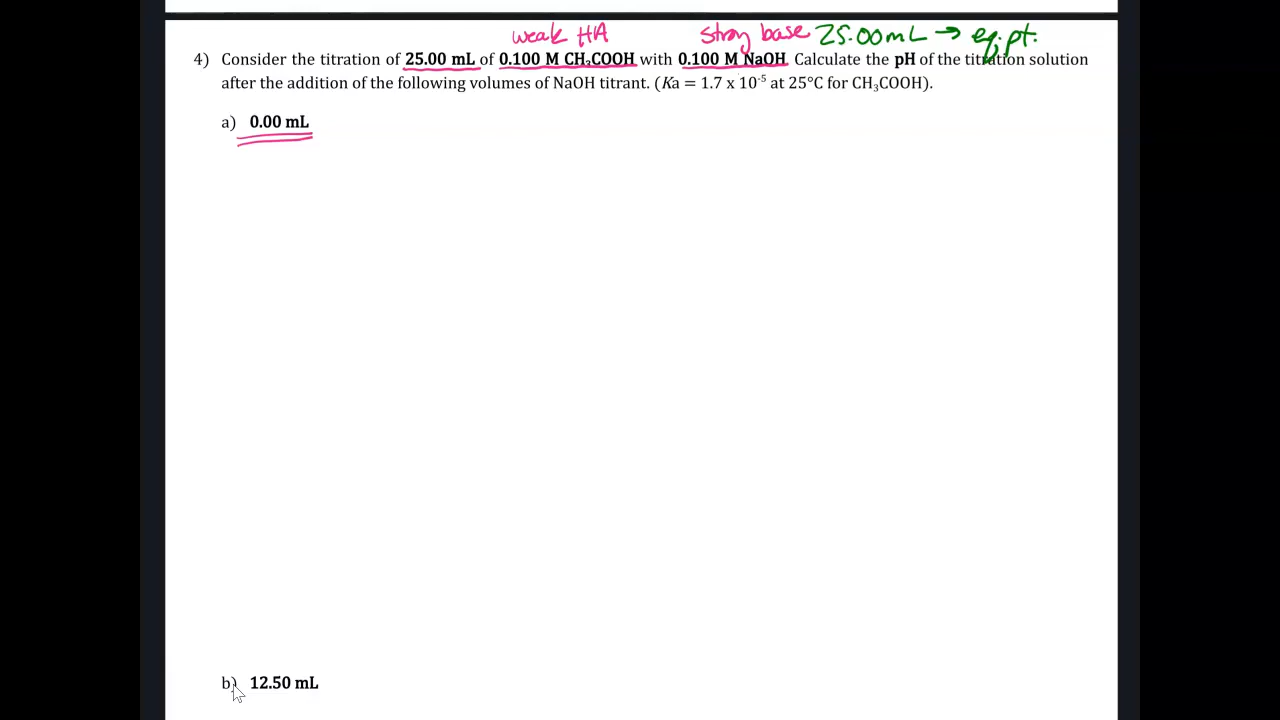 weak HA strong base 25.00mL → eq.pt.
4) Consider the titration of 25.00 mL of 0.100 M CH₃COOH with 0.100 M NaOH. Calculate the pH of the titration solution
after the addition of the following volumes of NaOH titrant. (Ka = 1.7 x 10⁻⁵ at 25°C for CH₃COOH).
a) 0.00 mL
b) 12.50 mL